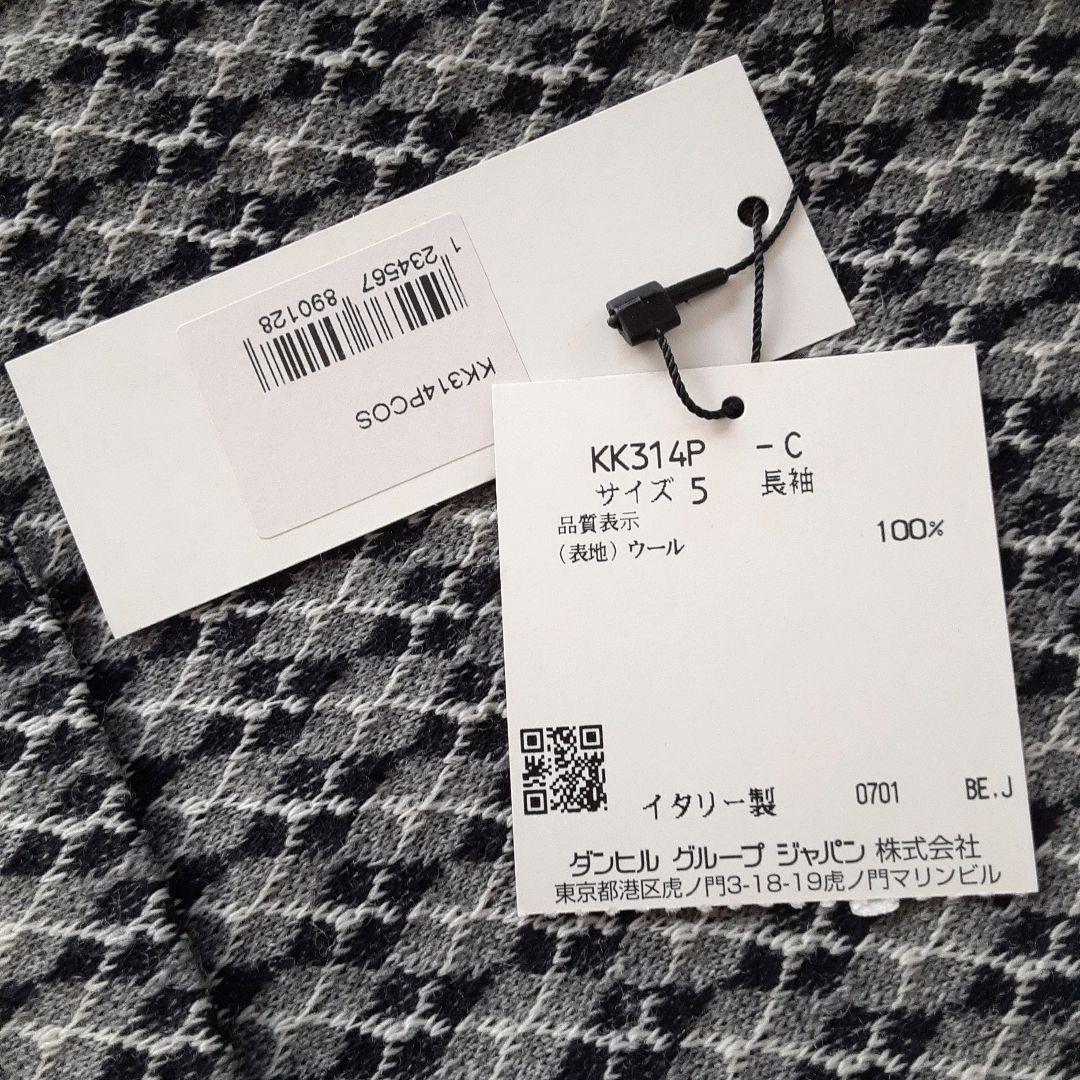 1 234567 890128
KK314PCOS
KK314P -C
サイズ 5 長袖
品質表示
(表地) ウール 100%
イタリー製 0701 BE.J
ダンヒル グループ ジャパン 株式会社
東京都港区虎ノ門3-18-19虎ノ門マリンビル